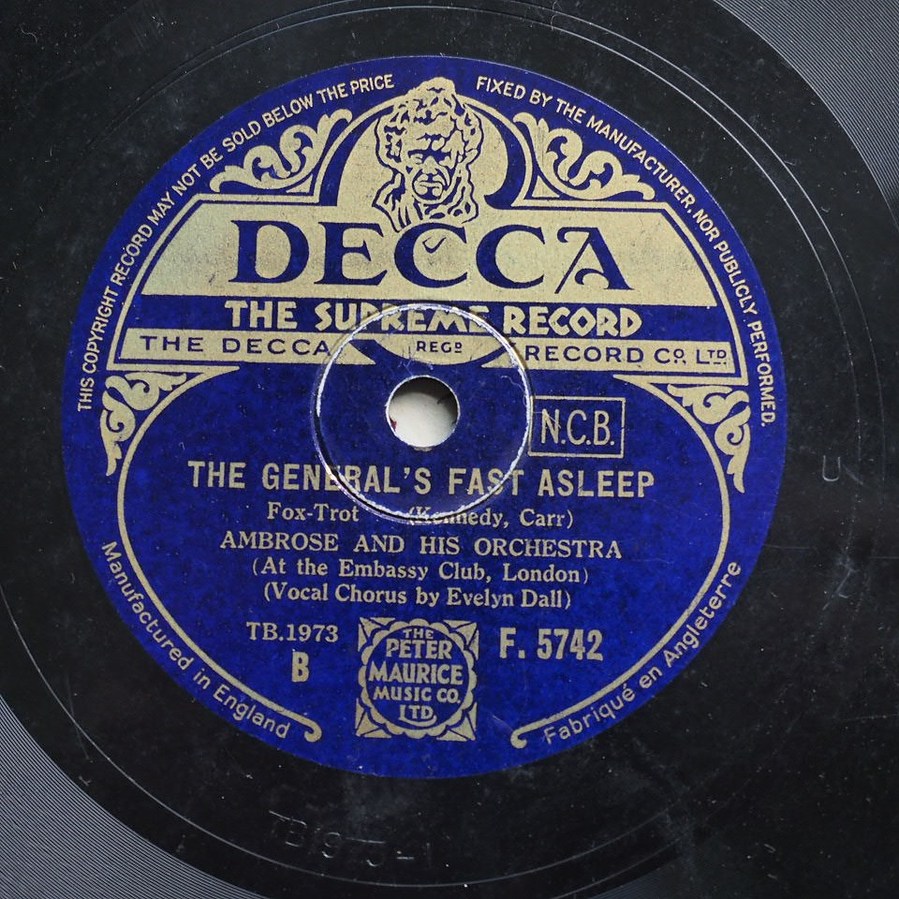 THIS COPYRIGHT RECORD MAY NOT BE SOLD BELOW THE PRICE FIXED BY THE MANUFACTURER, NOR PUBLICLY PERFORMED.
DECCA
THE SUPREME RECORD
THE DECCA REGD RECORD CO. LTD.
N.C.B.
THE GENERAL'S FAST ASLEEP
Fox-Trot (Kennedy, Carr)
AMBROSE AND HIS ORCHESTRA
(At the Embassy Club, London)
(Vocal Chorus by Evelyn Dall)
TB.1973
B
THE
PETER
MAURICE
MUSIC CO.
LTD.
F. 5742
Manufactured in England
Fabriqué en Angleterre
U
TB1973-1